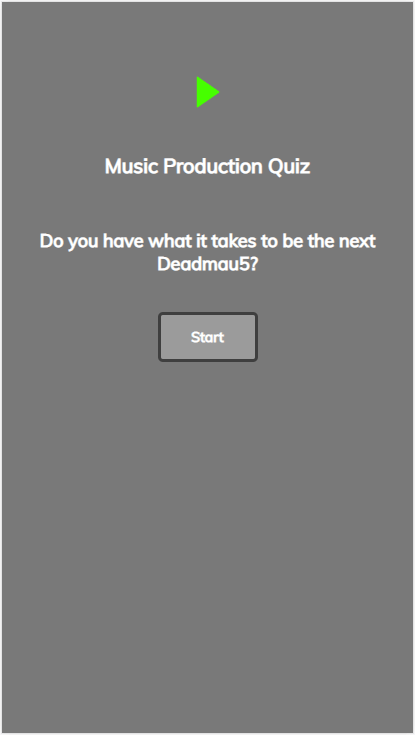 Music Production Quiz
Do you have what it takes to be the next
Deadmau5?
Start